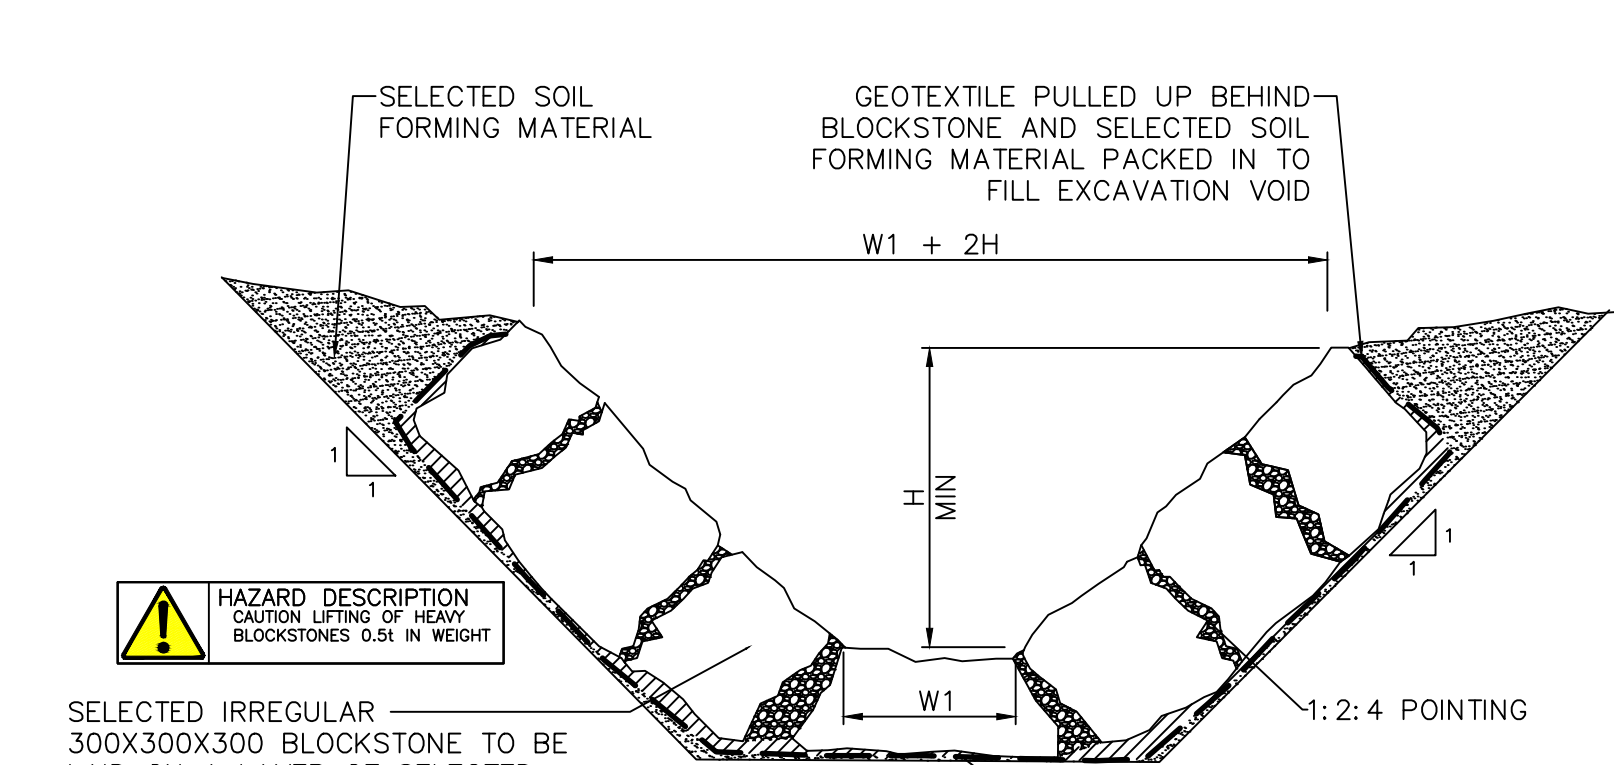 SELECTED SOIL
FORMING MATERIAL
GEOTEXTILE PULLED UP BEHIND
BLOCKSTONE AND SELECTED SOIL
FORMING MATERIAL PACKED IN TO
FILL EXCAVATION VOID
W1 + 2H
H
MIN
1
1
1
1
HAZARD DESCRIPTION
CAUTION LIFTING OF HEAVY
BLOCKSTONES 0.5t IN WEIGHT
W1
1:2:4 POINTING
SELECTED IRREGULAR
300X300X300 BLOCKSTONE TO BE